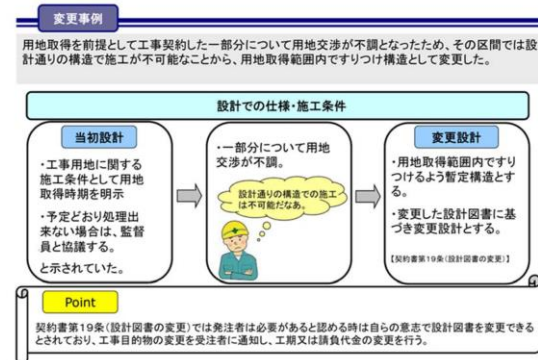 変更事例
用地取得を前提として工事契約した一部分について用地交渉が不調となったため、その区間では設
計通りの構造で施工が不可能なことから、用地取得範囲内ですりつけ構造として変更した。
設計での仕様・施工条件
当初設計
・工事用地に関する
施工条件として用地
取得時期を明示
・予定どおり処理出
来ない場合は、監督
員と協議する。
と示されていた。
・一部分について用地
交渉が不調。
設計通りの構造での施工
は不可能だなあ。
変更設計
・用地取得範囲内ですり
つけるよう暫定構造とす
る。
・変更した設計図書に基
づき変更設計とする。
【契約書第19条(設計図書の変更)】
Point
契約書第19条(設計図書の変更)では発注者は必要があると認める時は自らの意志で設計図書を変更できる
とされており、工事目的物の変更を受注者に通知し、工期又は請負代金の変更を行う。